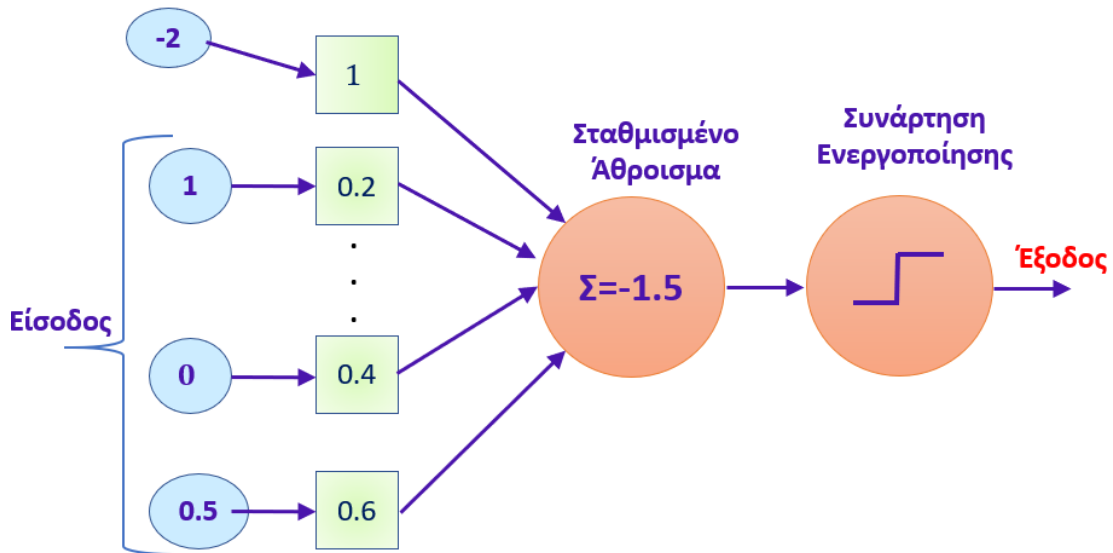 -2
1
Σταθμισμένο
Άθροισμα
Συνάρτηση
Ενεργοποίησης
1
0.2
.
.
.
.
Είσοδος
Σ=-1.5
Έξοδος
0
0.4
0.5
0.6